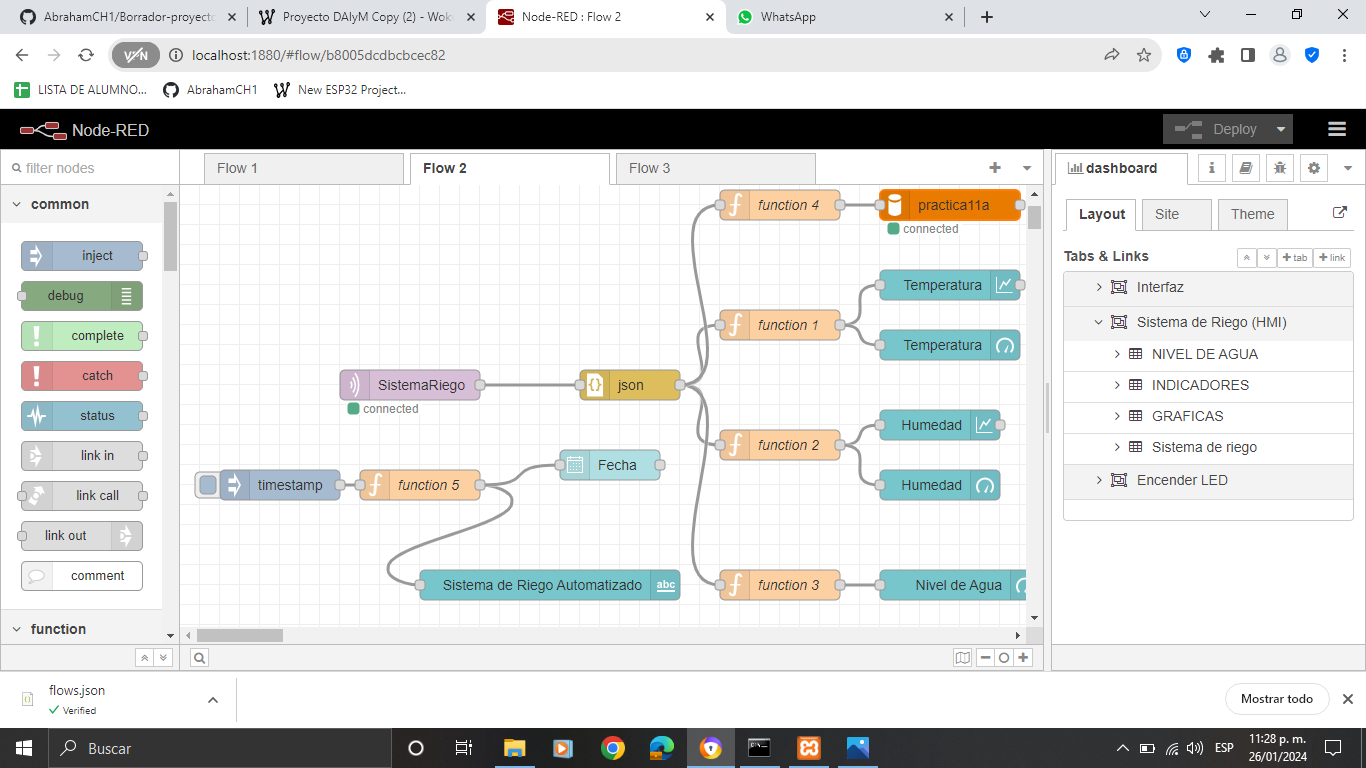 AbrahamCH1/Borrador-proyecto
Proyecto DAIyM Copy (2) - Wok
Node-RED : Flow 2
WhatsApp
VPN
localhost:1880/#flow/b8005dcdbcbcec82
LISTA DE ALUMNO...
AbrahamCH1
New ESP32 Project...
Node-RED
Deploy
filter nodes
Flow 1
Flow 2
Flow 3
dashboard
common
inject
debug
complete
catch
status
link in
link call
link out
comment
function
function 4
practica11a
connected
Temperatura
function 1
Temperatura
SistemaRiego
json
connected
Humedad
function 2
Fecha
timestamp
function 5
Humedad
Sistema de Riego Automatizado
abc
function 3
Nivel de Agua
Layout
Site
Theme
Tabs & Links
tab
link
Interfaz
Sistema de Riego (HMI)
NIVEL DE AGUA
INDICADORES
GRAFICAS
Sistema de riego
Encender LED
flows.json
Verified
Mostrar todo
Buscar
ESP
11:28 p. m.
26/01/2024